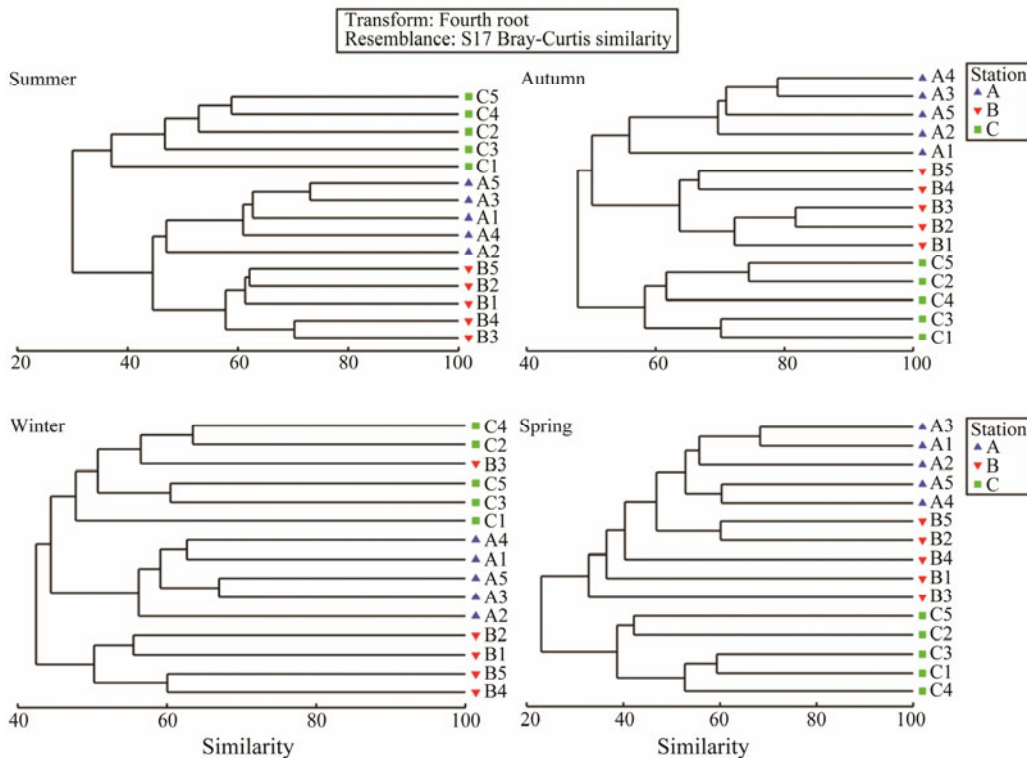 Transform: Fourth root
Resemblance: S17 Bray-Curtis similarity
Summer
C5
C4
C2
C3
C1
A5
A3
A1
A4
A2
B5
B2
B1
B4
B3
20 40 60 80 100
Autumn
A4
A3
A5
A2
A1
B5
B4
B3
B2
B1
C5
C2
C4
C3
C1
40 60 80 100
Station
A
B
C
Winter
C4
C2
B3
C5
C3
C1
A4
A1
A5
A3
A2
B2
B1
B5
B4
40 60 80 100
Similarity
Spring
A3
A1
A2
A5
A4
B5
B2
B4
B1
B3
C5
C2
C3
C1
C4
20 40 60 80 100
Similarity
Station
A
B
C